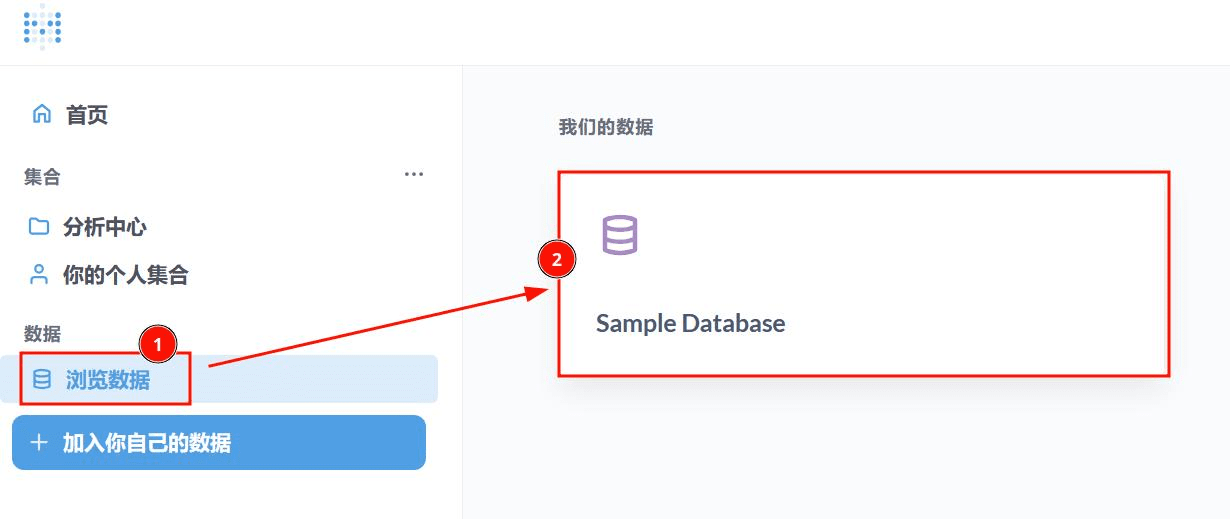 首页
集合
分析中心
你的个人集合
数据
1
浏览数据
加入你自己的数据
我们的数据
2
Sample Database